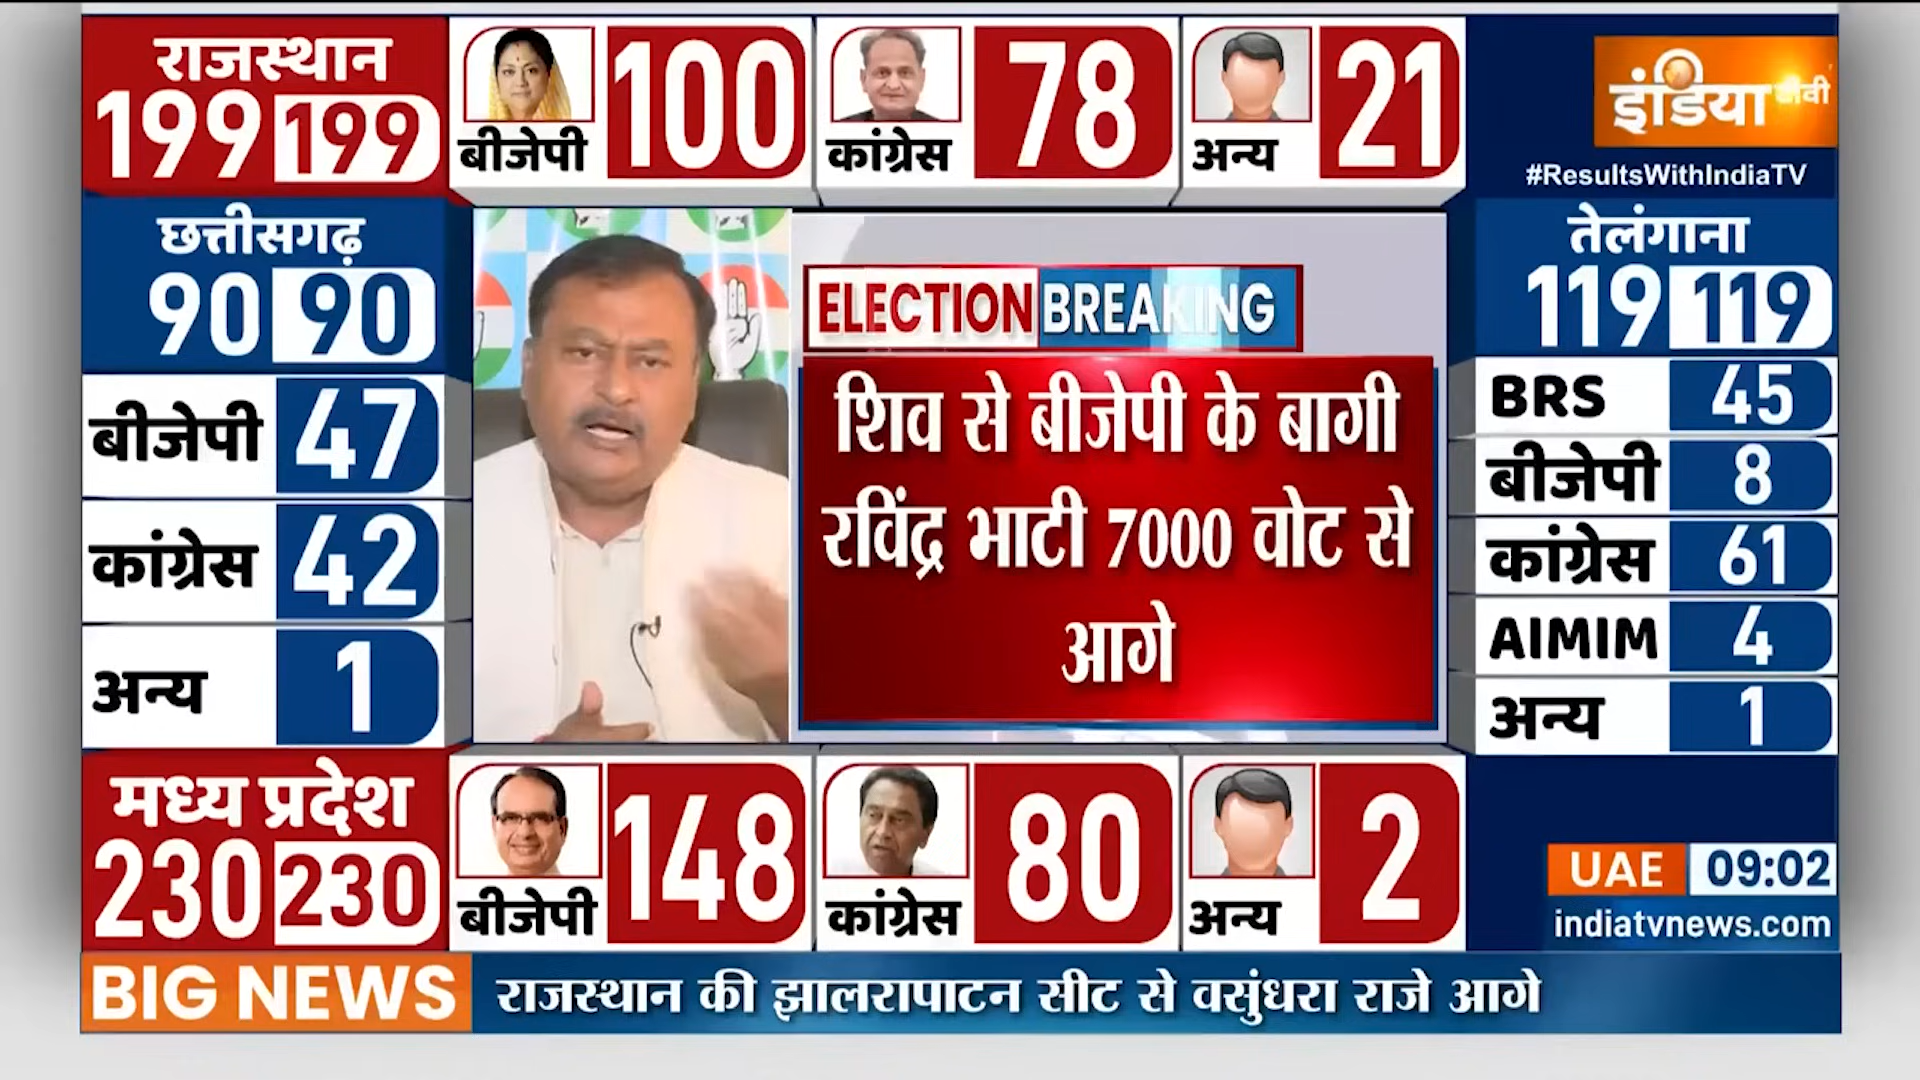 राजस्थान
199 199
बीजेपी 100
कांग्रेस 78
अन्य 21
इंडिया टीवी
#ResultsWithIndiaTV
छत्तीसगढ़
90 90
बीजेपी 47
कांग्रेस 42
अन्य 1
ELECTION BREAKING
शिव से बीजेपी के बागी
रविंद्र भाटी 7000 वोट से
आगे
तेलंगाना
119 119
BRS 45
बीजेपी 8
कांग्रेस 61
AIMIM 4
अन्य 1
मध्य प्रदेश
230 230
बीजेपी 148
कांग्रेस 80
अन्य 2
UAE 09:02
indiatvnews.com
BIG NEWS राजस्थान की झालरापाटन सीट से वसुंधरा राजे आगे